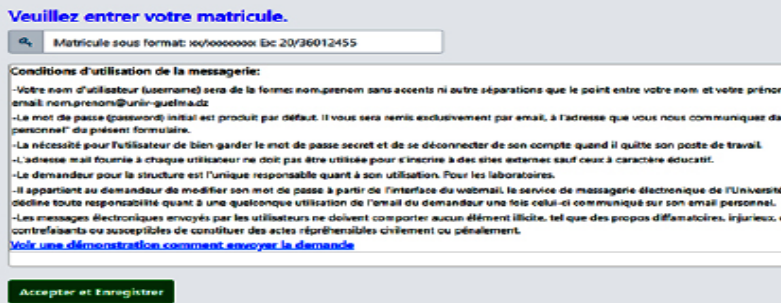 Veuillez entrer votre matricule.
Matricule sous format: xx/xxxxxxxx Ex: 20/36012455
Conditions d'utilisation de la messagerie:
-Votre nom d'utilisateur (username) sera de la forme: nom.prenom sans accents ni autre séparations que le point entre votre nom et votre prénom
email: nom.prenom@univ-guelma.dz
-Le mot de passe (password) initial est produit par défaut. Il vous sera remis exclusivement par email, à l'adresse que vous nous communiquez da
personnel" du présent formulaire.
-La nécessité pour l'utilisateur de bien garder le mot de passe secret et de se déconnecter de son compte quand il quitte son poste de travail.
-L'adresse mail fournie à chaque utilisateur ne doit pas être utilisée pour s'inscrire à des sites externes sauf ceux à caractère éducatif.
-Le demandeur pour la structure est l'unique responsable quant à son utilisation. Pour les laboratoires.
-Il appartient au demandeur de modifier son mot de passe à partir de l'interface du webmail. le service de messagerie électronique de l'Université
décline toute responsabilité quant à une quelconque utilisation de l'email du demandeur une fois celui-ci communiqué sur son email personnel.
-Les messages électroniques envoyés par les utilisateurs ne doivent comporter aucun élément illicite, tel que des propos diffamatoires, injurieux,
contrefaisants ou susceptibles de constituer des actes répréhensibles civilement ou pénalement.
Voir une démonstration comment envoyer la demande
Accepter et Enregistrer